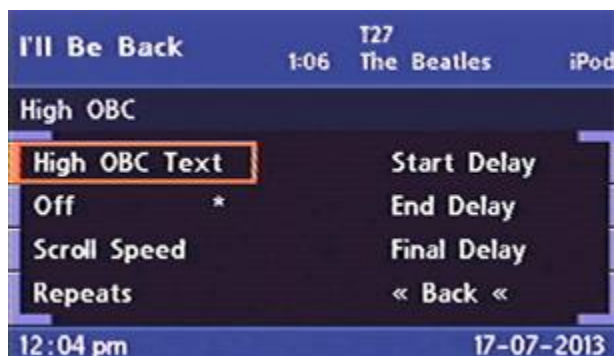 I'll Be Back 1:06 T27 The Beatles iPod
High OBC
High OBC Text Start Delay
Off * End Delay
Scroll Speed Final Delay
Repeats « Back «
12:04 pm 17-07-2013